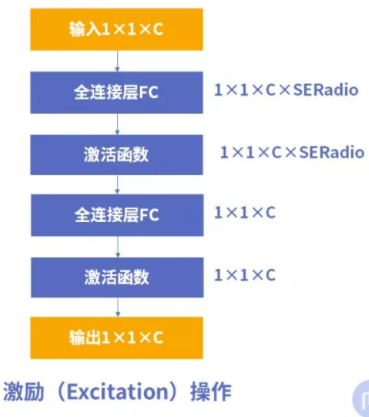 输入1×1×C
全连接层FC
1×1×C×SERadio
激活函数
1×1×C×SERadio
全连接层FC
1×1×C
激活函数
1×1×C
输出1×1×C
激励（Excitation）操作